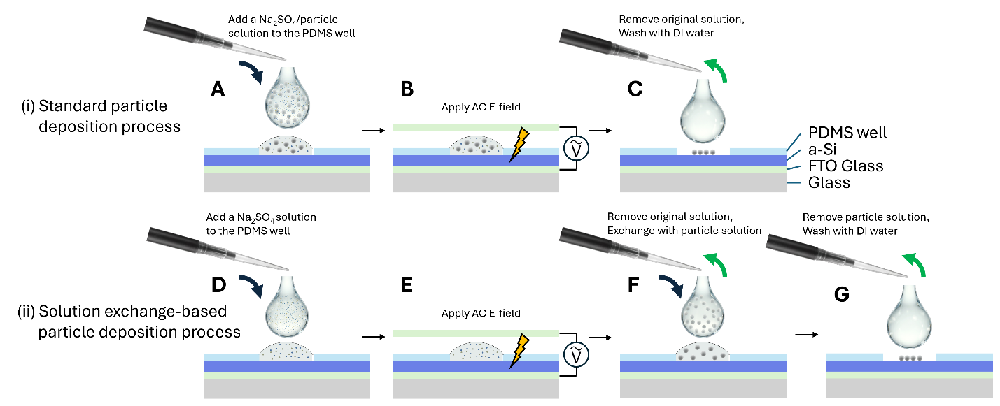 Add a Na₂SO₄/particle
solution to the PDMS well
Remove original solution,
Wash with DI water
A
B
C
Apply AC E-field
(i) Standard particle
deposition process
Ṽ
PDMS well
a-Si
FTO Glass
Glass
Add a Na₂SO₄ solution
to the PDMS well
Remove original solution,
Exchange with particle solution
Remove particle solution,
Wash with DI water
D
E
F
G
Apply AC E-field
(ii) Solution exchange-based
particle deposition process
Ṽ